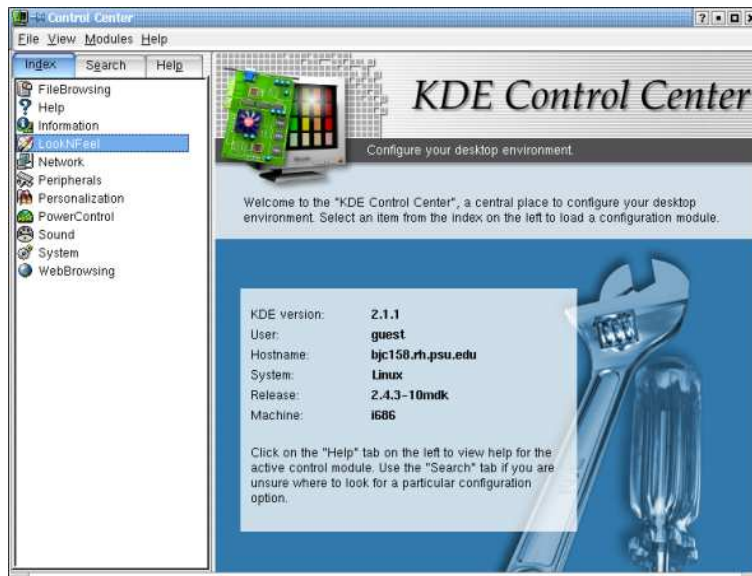 Control Center
File View Modules Help
Index Search Help
FileBrowsing
Help
Information
LookNFeel
Network
Peripherals
Personalization
PowerControl
Sound
System
WebBrowsing
KDE Control Center
Configure your desktop environment.
Welcome to the "KDE Control Center", a central place to configure your desktop
environment. Select an item from the index on the left to load a configuration module.
KDE version: 2.1.1
User: guest
Hostname: bjc158.rh.psu.edu
System: Linux
Release: 2.4.3-10mdk
Machine: i686
Click on the "Help" tab on the left to view help for the
active control module. Use the "Search" tab if you are
unsure where to look for a particular configuration
option.